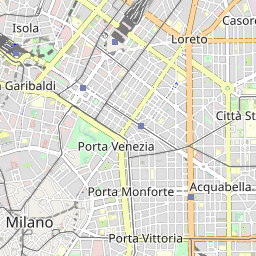 Isola
Casore
Loreto
Garibaldi
Città St
Porta Venezia
Porta Monforte
Acquabella
Milano
Porta Vittoria